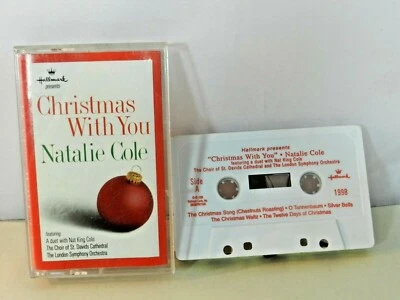 Hallmark
presents
Christmas
With You
Natalie Cole
featuring
A duet with Nat King Cole
The Choir of St. Davids Cathedral
The London Symphony Orchestra
Hallmark presents
"Christmas With You" • Natalie Cole
featuring a duet with Nat King Cole
The Choir of St. Davids Cathedral and The London Symphony Orchestra
Side
A
Hallmark
1998
The Christmas Song (Chestnuts Roasting) • O Tannenbaum • Silver Bells
The Christmas Waltz • The Twelve Days of Christmas